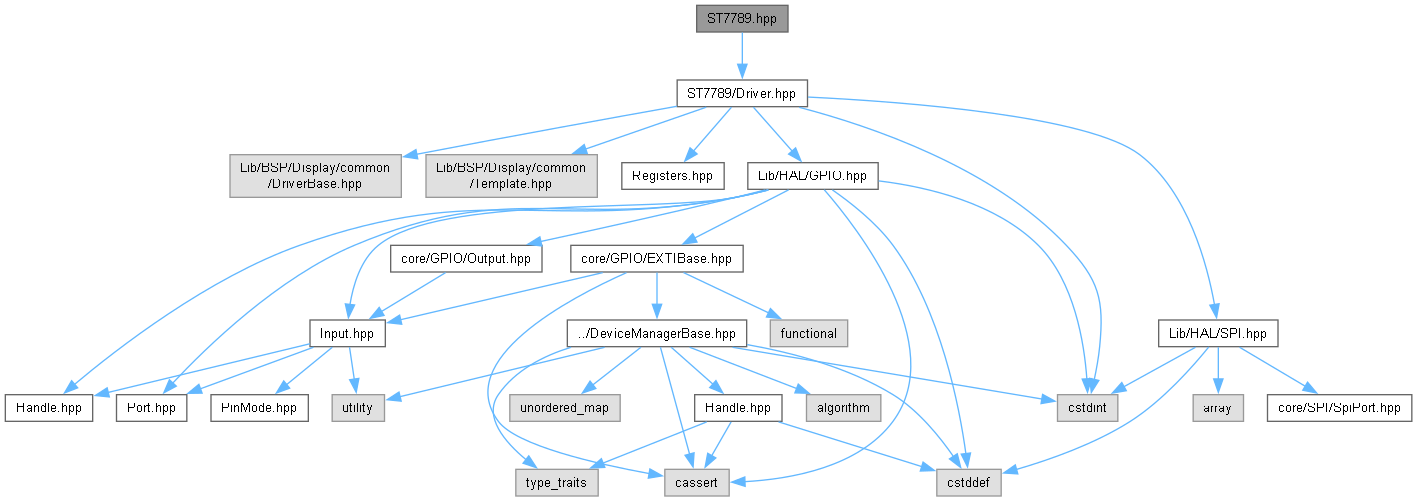 ST7789.hpp
ST7789/Driver.hpp
Lib/BSP/Display/common
/DriverBase.hpp
Lib/BSP/Display/common
/Template.hpp
Registers.hpp
Lib/HAL/GPIO.hpp
core/GPIO/Output.hpp
core/GPIO/EXTIBase.hpp
Input.hpp
../DeviceManagerBase.hpp
functional
Lib/HAL/SPI.hpp
Handle.hpp
Port.hpp
PinMode.hpp
utility
unordered_map
Handle.hpp
algorithm
cstdint
array
core/SPI/SpiPort.hpp
type_traits
cassert
cstddef